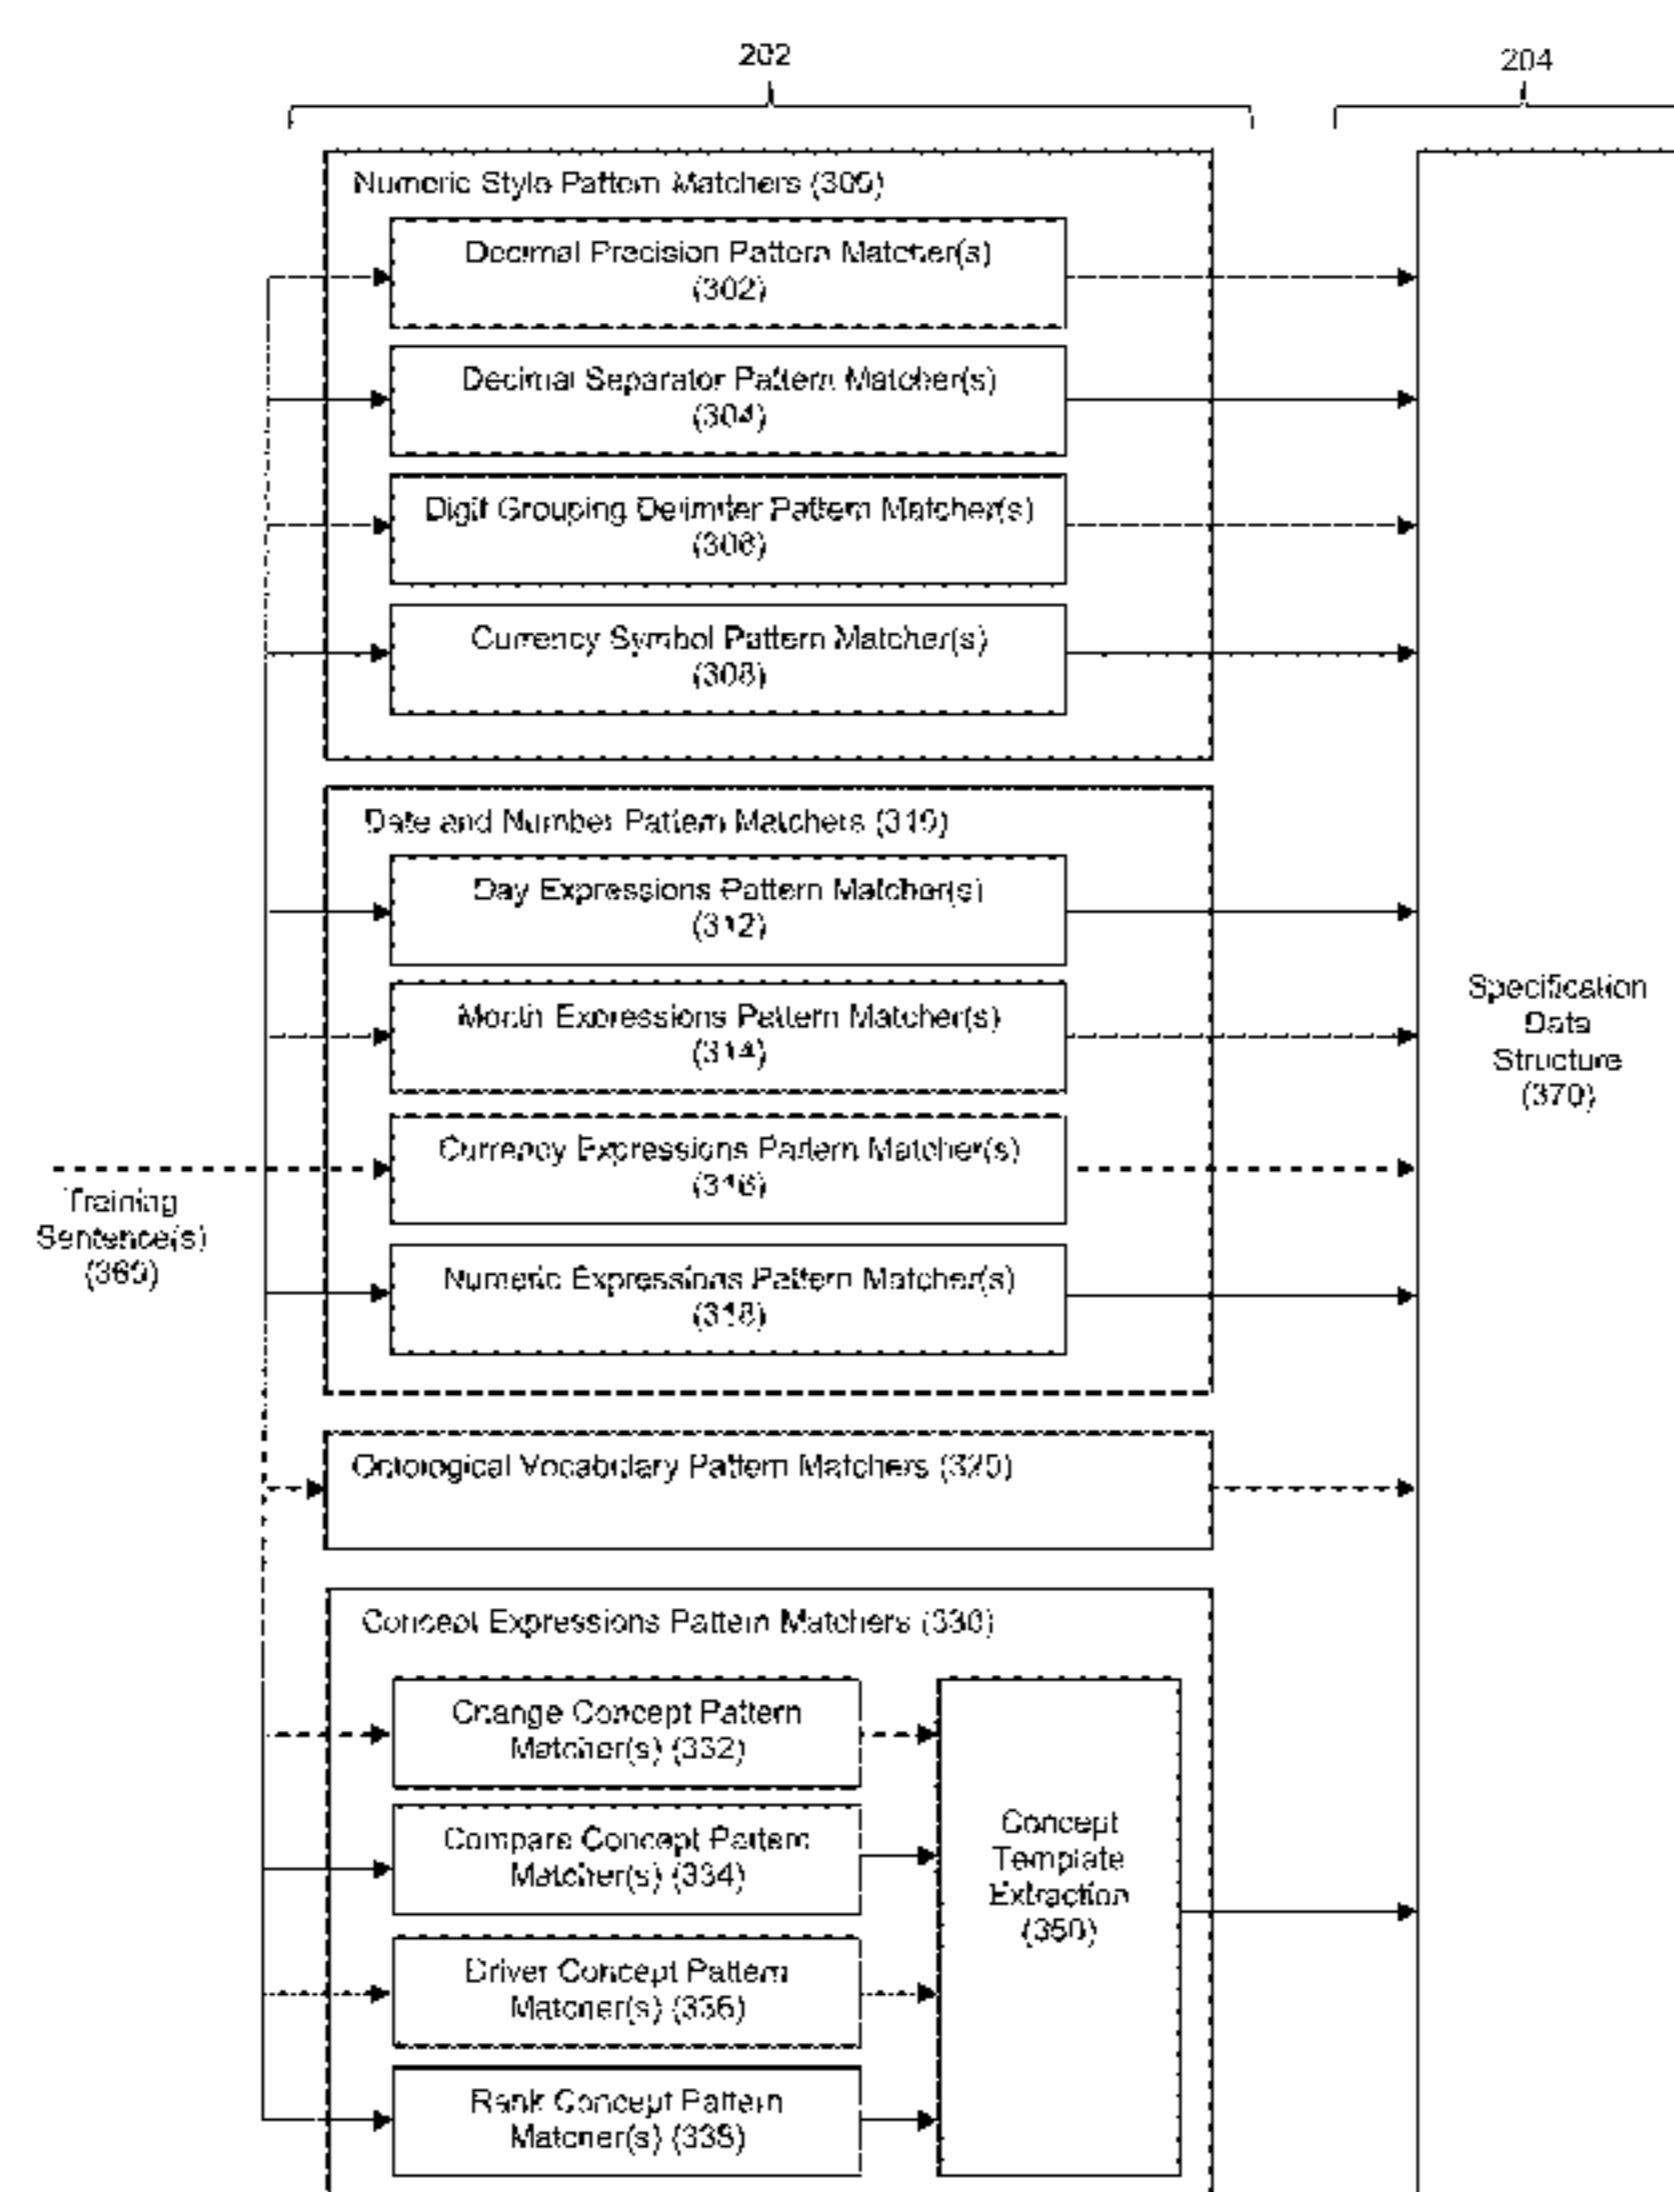 202
204
Numeric Style Pattern Matchers (305)
Decimal Precision Pattern Matcher(s)
(302)
Decimal Separator Pattern Matcher(s)
(304)
Digit Grouping Delimiter Pattern Matcher(s)
(306)
Currency Symbol Pattern Matcher(s)
(308)
Date and Number Pattern Matchers (310)
Day Expressions Pattern Matcher(s)
(312)
Month Expressions Pattern Matcher(s)
(314)
Currency Expressions Pattern Matcher(s)
(316)
Numeric Expressions Pattern Matcher(s)
(318)
Training
Sentence(s)
(360)
Specification
Data
Structure
(370)
Ontological Vocabulary Pattern Matchers (320)
Concept Expressions Pattern Matchers (330)
Change Concept Pattern
Matcher(s) (332)
Compare Concept Pattern
Matcher(s) (334)
Driver Concept Pattern
Matcher(s) (336)
Rank Concept Pattern
Matcher(s) (338)
Concept
Template
Extraction
(350)